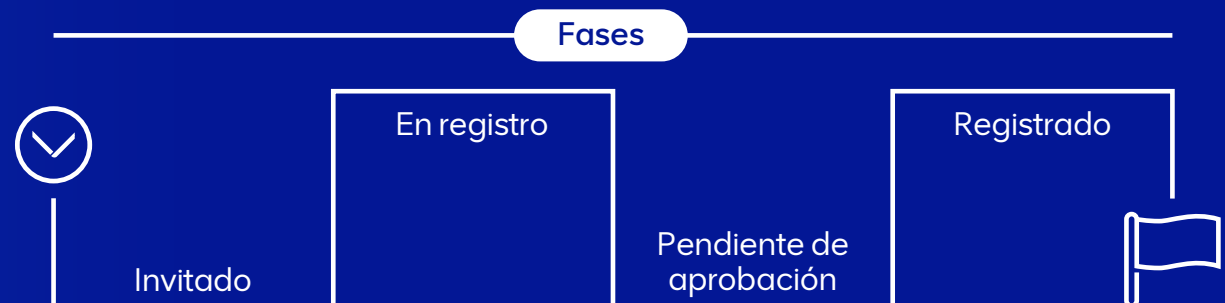 Fases
Invitado
En registro
Pendiente de
aprobación
Registrado